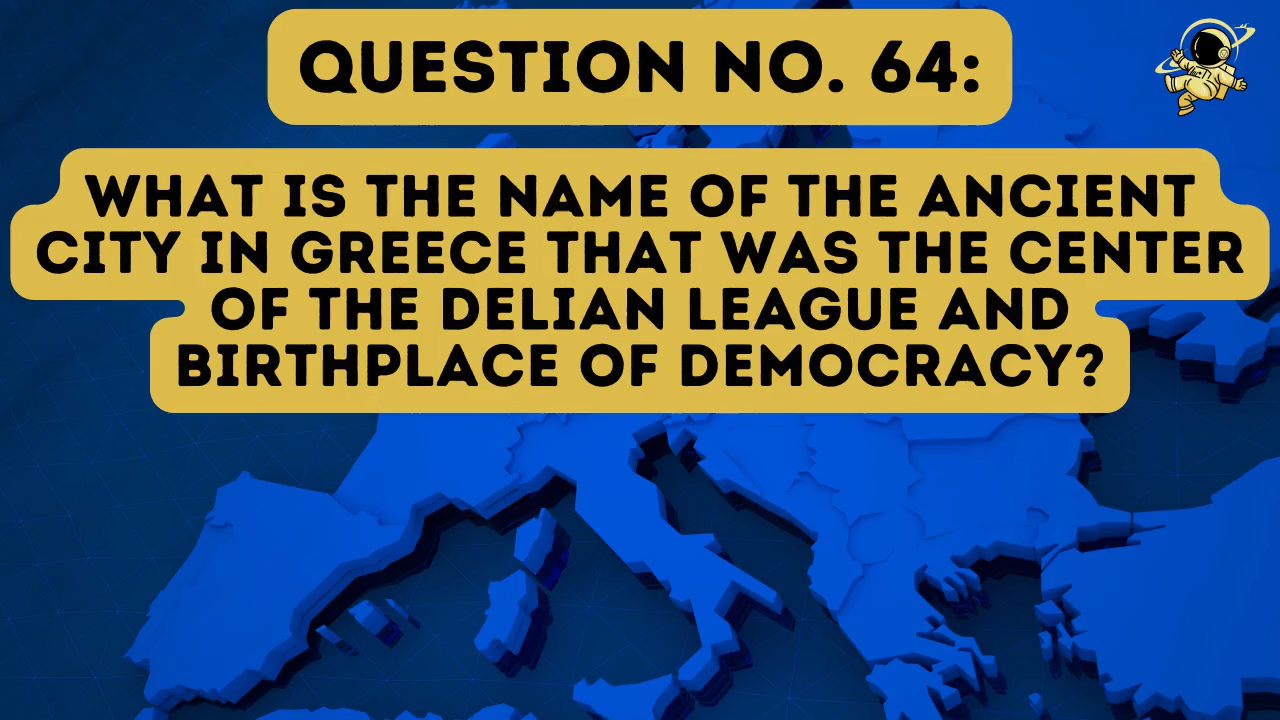 QUESTION NO. 64:
WHAT IS THE NAME OF THE ANCIENT
CITY IN GREECE THAT WAS THE CENTER
OF THE DELIAN LEAGUE AND
BIRTHPLACE OF DEMOCRACY?